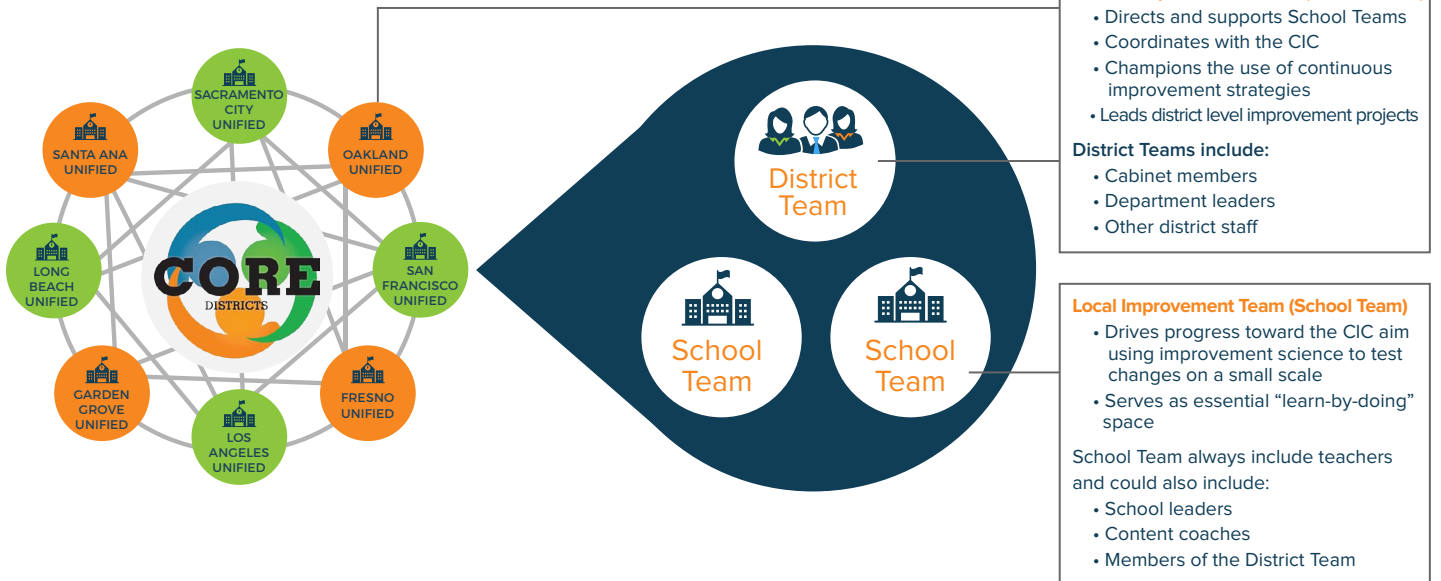 SACRAMENTO
CITY
UNIFIED
SANTA ANA
UNIFIED
OAKLAND
UNIFIED
LONG
BEACH
UNIFIED
CORE
DISTRICTS
SAN
FRANCISCO
UNIFIED
GARDEN
GROVE
UNIFIED
FRESNO
UNIFIED
LOS
ANGELES
UNIFIED
District
Team
School
Team
School
Team
• Directs and supports School Teams
• Coordinates with the CIC
• Champions the use of continuous
improvement strategies
• Leads district level improvement projects
District Teams include:
• Cabinet members
• Department leaders
• Other district staff
Local Improvement Team (School Team)
• Drives progress toward the CIC aim
using improvement science to test
changes on a small scale
• Serves as essential “learn-by-doing”
space
School Team always include teachers
and could also include:
• School leaders
• Content coaches
• Members of the District Team